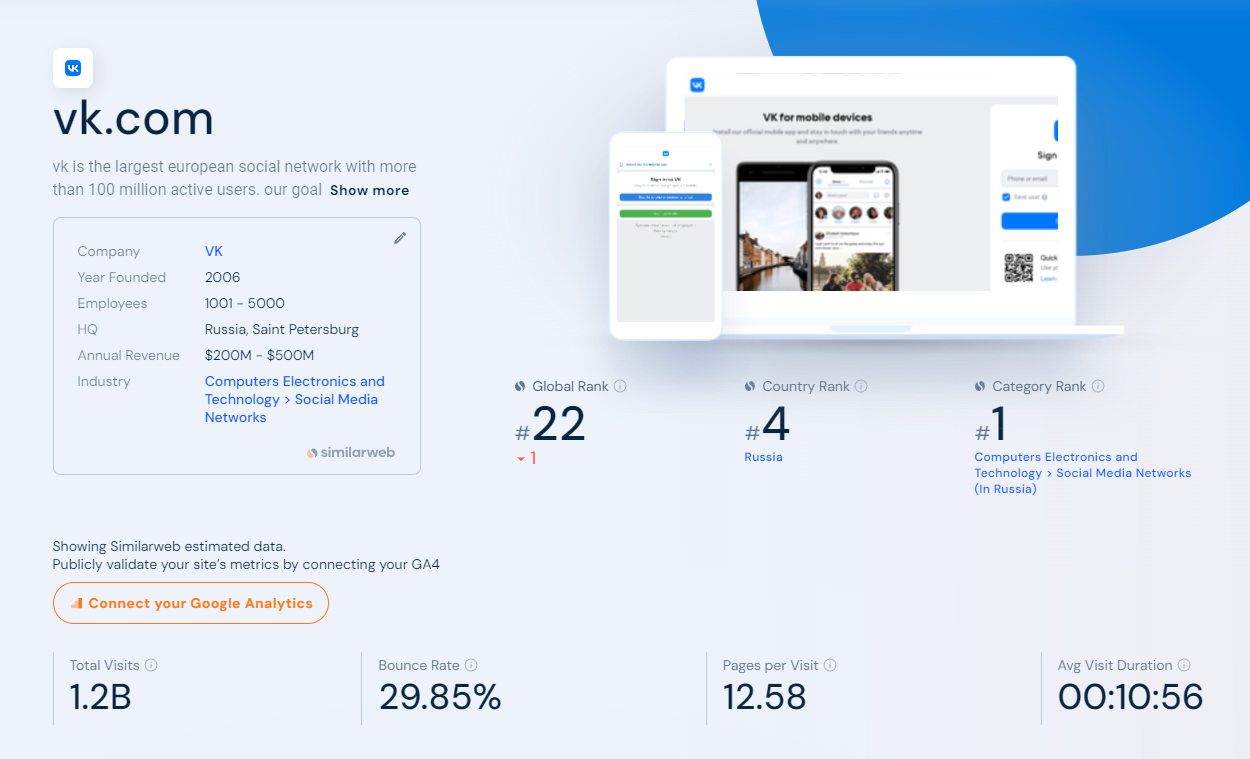 vk.com
vk is the largest european social network with more
than 100 million active users. our goal Show more
Company VK
Year Founded 2006
Employees 1001 - 5000
HQ Russia, Saint Petersburg
Annual Revenue $200M - $500M
Industry Computers Electronics and
Technology > Social Media
Networks
similarweb
VK for mobile devices
Install our official mobile app and stay in touch with your friends anytime
and anywhere.
Sign
Phone or email
Save user
Quick
Use yo
Learn
Sign in to VK
Global Rank
#22
1
Country Rank
#4
Russia
Category Rank
#1
Computers Electronics and
Technology > Social Media Networks
(In Russia)
Showing Similarweb estimated data.
Publicly validate your site's metrics by connecting your GA4
Connect your Google Analytics
Total Visits
1.2B
Bounce Rate
29.85%
Pages per Visit
12.58
Avg Visit Duration
00:10:56